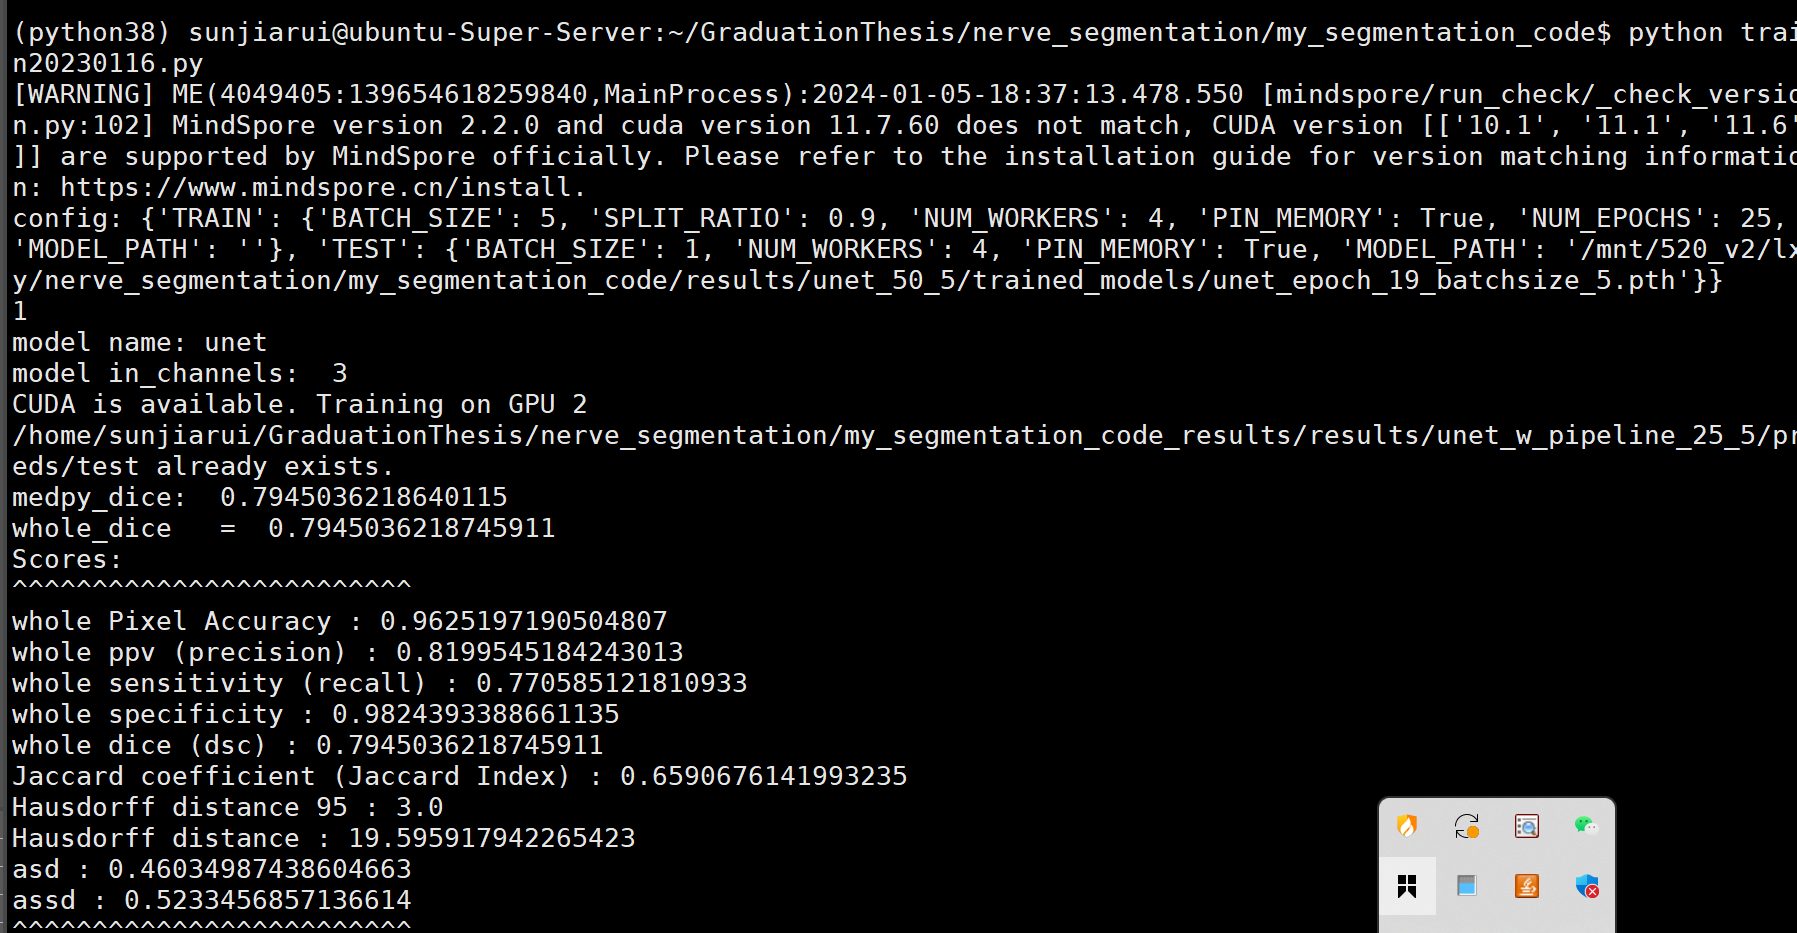 (python38) sunjiarui@ubuntu-Super-Server:~/GraduationThesis/nerve_segmentation/my_segmentation_code$ python trai
n20230116.py
[WARNING] ME(4049405:139654618259840,MainProcess):2024-01-05-18:37:13.478.550 [mindspore/run_check/_check_versio
n.py:102] MindSpore version 2.2.0 and cuda version 11.7.60 does not match, CUDA version [['10.1', '11.1', '11.6'
]] are supported by MindSpore officially. Please refer to the installation guide for version matching informatio
n: https://www.mindspore.cn/install.
config: {'TRAIN': {'BATCH_SIZE': 5, 'SPLIT_RATIO': 0.9, 'NUM_WORKERS': 4, 'PIN_MEMORY': True, 'NUM_EPOCHS': 25,
'MODEL_PATH': ''}, 'TEST': {'BATCH_SIZE': 1, 'NUM_WORKERS': 4, 'PIN_MEMORY': True, 'MODEL_PATH': '/mnt/520_v2/lx
y/nerve_segmentation/my_segmentation_code/results/unet_50_5/trained_models/unet_epoch_19_batchsize_5.pth'}}
1
model name: unet
model in_channels:  3
CUDA is available. Training on GPU 2
/home/sunjiarui/GraduationThesis/nerve_segmentation/my_segmentation_code_results/results/unet_w_pipeline_25_5/pr
eds/test already exists.
medpy_dice:  0.7945036218640115
whole_dice   =  0.7945036218745911
Scores:
^^^^^^^^^^^^^^^^^^^^^^^^^
whole Pixel Accuracy : 0.9625197190504807
whole ppv (precision) : 0.8199545184243013
whole sensitivity (recall) : 0.770585121810933
whole specificity : 0.9824393388661135
whole dice (dsc) : 0.7945036218745911
Jaccard coefficient (Jaccard Index) : 0.6590676141993235
Hausdorff distance 95 : 3.0
Hausdorff distance : 19.595917942265423
asd : 0.46034987438604663
assd : 0.5233456857136614
^^^^^^^^^^^^^^^^^^^^^^^^^